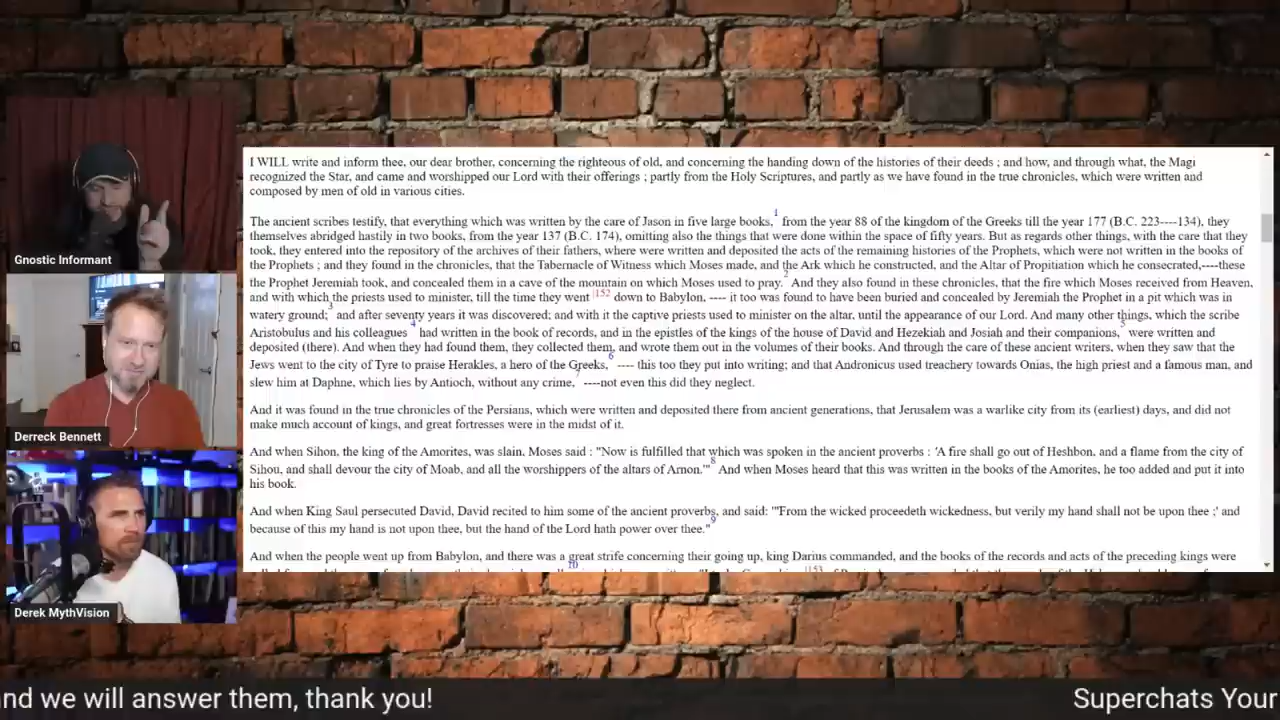 I WILL write and inform thee, our dear brother, concerning the righteous of old, and concerning the handing down of the histories of their deeds ; and how, and through what, the Magi
recognized the Star, and came and worshipped our Lord with their offerings ; partly from the Holy Scriptures, and partly as we have found in the true chronicles, which were written and
composed by men of old in various cities.
The ancient scribes testify, that everything which was written by the care of Jason in five large books,1 from the year 88 of the kingdom of the Greeks till the year 177 (B.C. 223----134), they
themselves abridged hastily in two books, from the year 137 (B.C. 174), omitting also the things that were done within the space of fifty years. But as regards other things, with the care that they
took, they entered into the repository of the archives of their fathers, where were written and deposited the acts of the remaining histories of the Prophets, which were not written in the books of
the Prophets ; and they found in the chronicles, that the Tabernacle of Witness which Moses made, and the Ark which he constructed, and the Altar of Propitiation which he consecrated,----these
the Prophet Jeremiah took, and concealed them in a cave of the mountain on which Moses used to pray.2 And they also found in these chronicles, that the fire which Moses received from Heaven,
and with which the priests used to minister, till the time they went |152 down to Babylon, ---- it too was found to have been buried and concealed by Jeremiah the Prophet in a pit which was in
watery ground;3 and after seventy years it was discovered; and with it the captive priests used to minister on the altar, until the appearance of our Lord. And many other things, which the scribe
Aristobulus and his colleagues4 had written in the book of records, and in the epistles of the kings of the house of David and Hezekiah and Josiah and their companions,5 were written and
deposited (there). And when they had found them, they collected them, and wrote them out in the volumes of their books. And through the care of these ancient writers, when they saw that the
Jews went to the city of Tyre to praise Herakles, a hero of the Greeks,6 ---- this too they put into writing; and that Andronicus used treachery towards Onias, the high priest and a famous man, and
slew him at Daphne, which lies by Antioch, without any crime,7 ----not even this did they neglect.
And it was found in the true chronicles of the Persians, which were written and deposited there from ancient generations, that Jerusalem was a warlike city from its (earliest) days, and did not
make much account of kings, and great fortresses were in the midst of it.
And when Sihon, the king of the Amorites, was slain, Moses said : "Now is fulfilled that which was spoken in the ancient proverbs : 'A fire shall go out of Heshbon, and a flame from the city of
Sihou, and shall devour the city of Moab, and all the worshippers of the altars of Arnon.'"8 And when Moses heard that this was written in the books of the Amorites, he too added and put it into
his book.
And when King Saul persecuted David, David recited to him some of the ancient proverbs, and said: "'From the wicked proceedeth wickedness, but verily my hand shall not be upon thee ;' and
because of this my hand is not upon thee, but the hand of the Lord hath power over thee."9
And when the people went up from Babylon, and there was a great strife concerning their going up, king Darius commanded, and the books of the records and acts of the preceding kings were
10 |153
Gnostic Informant
Derreck Bennett
Derek MythVision
nd we will answer them, thank you!
Superchats Your